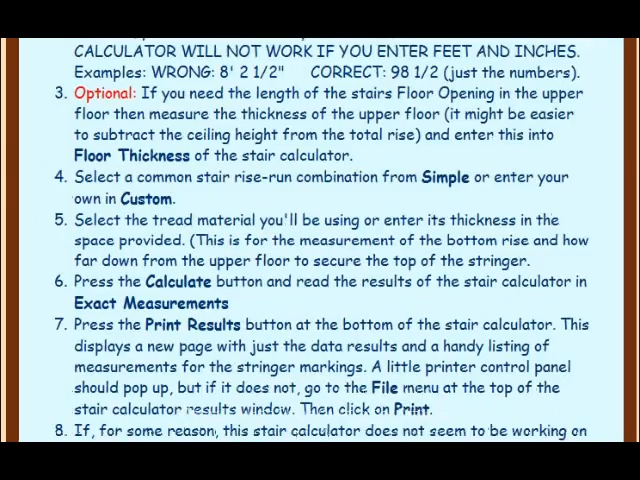 CALCULATOR WILL NOT WORK IF YOU ENTER FEET AND INCHES.
Examples: WRONG: 8' 2 1/2" CORRECT: 98 1/2 (just the numbers).
3. Optional: If you need the length of the stairs Floor Opening in the upper
floor then measure the thickness of the upper floor (it might be easier
to subtract the ceiling height from the total rise) and enter this into
Floor Thickness of the stair calculator.
4. Select a common stair rise-run combination from Simple or enter your
own in Custom.
5. Select the tread material you'll be using or enter its thickness in the
space provided. (This is for the measurement of the bottom rise and how
far down from the upper floor to secure the top of the stringer.
6. Press the Calculate button and read the results of the stair calculator in
Exact Measurements
7. Press the Print Results button at the bottom of the stair calculator. This
displays a new page with just the data results and a handy listing of
measurements for the stringer markings. A little printer control panel
should pop up, but if it does not, go to the File menu at the top of the
stair calculator results window. Then click on Print.
8. If, for some reason, this stair calculator does not seem to be working on